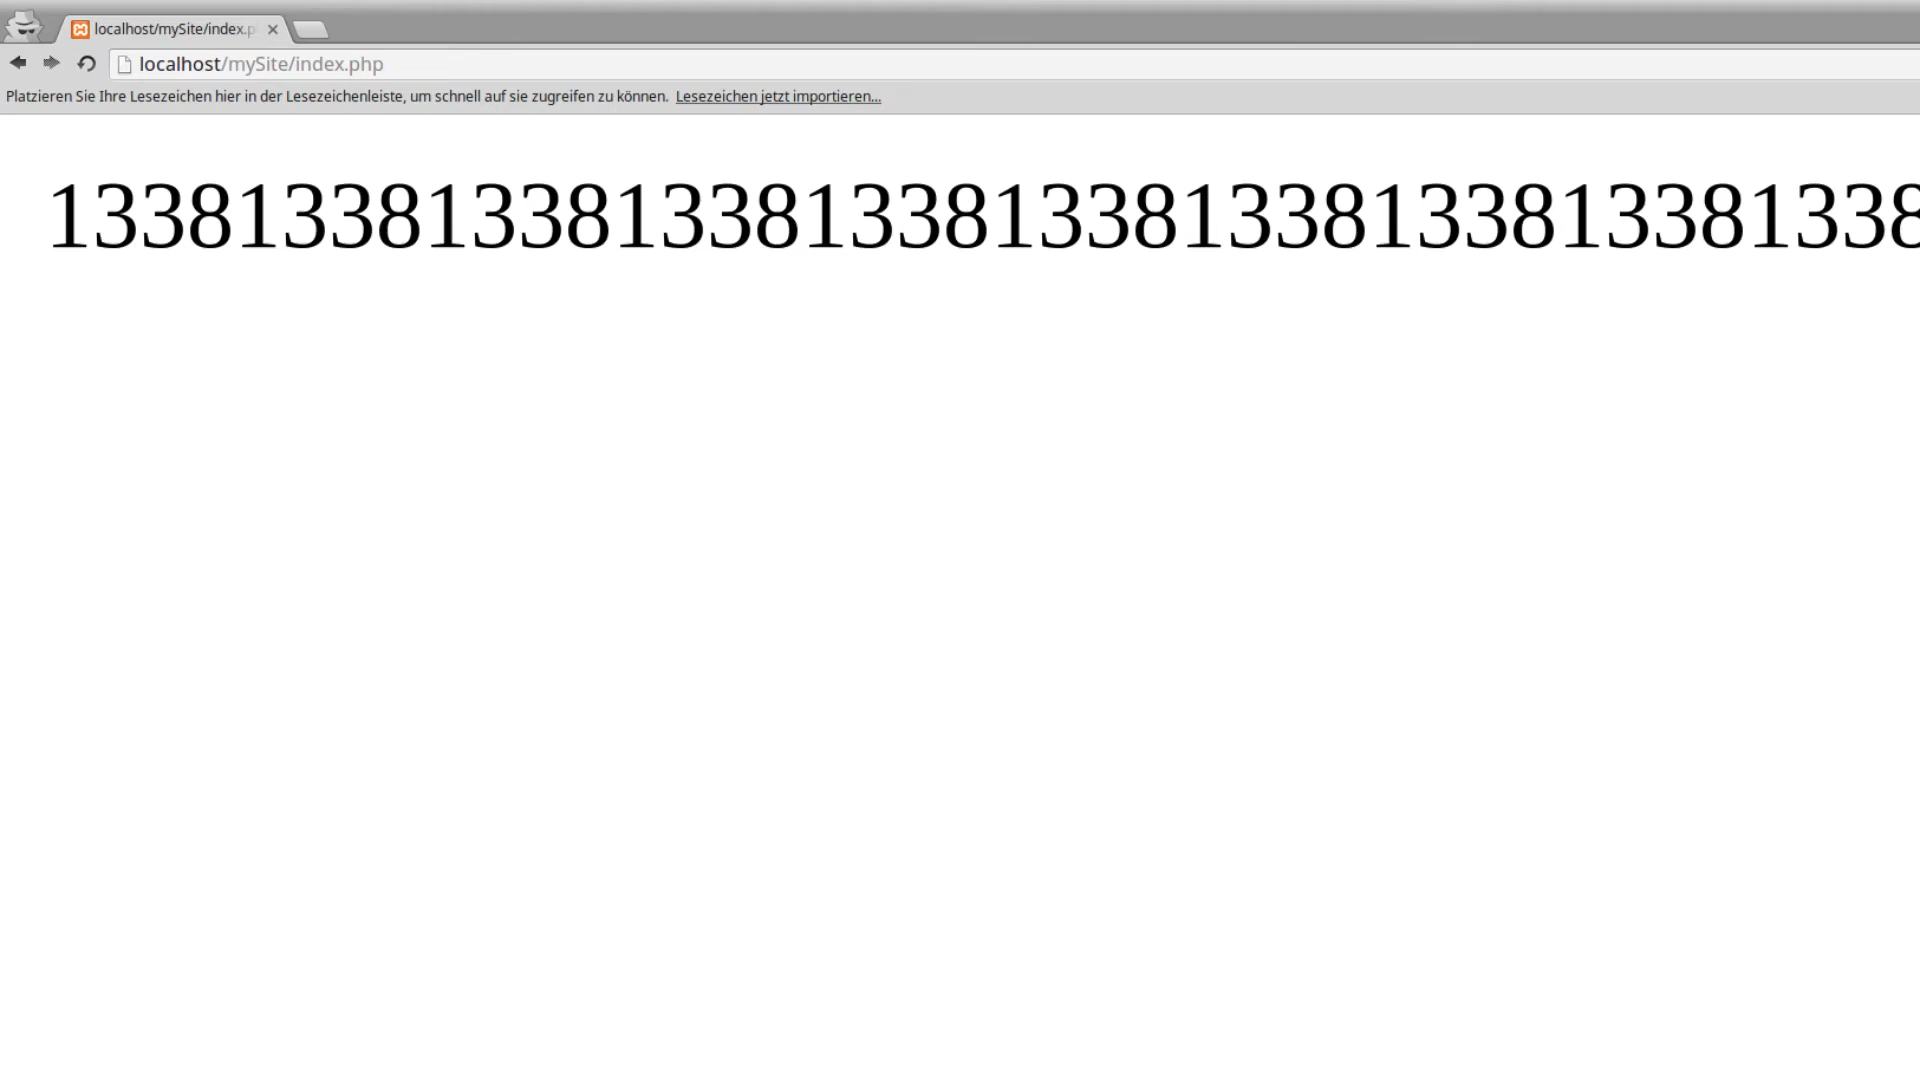 localhost/mySite/index.p
localhost/mySite/index.php
Platzieren Sie Ihre Lesezeichen hier in der Lesezeichenleiste, um schnell auf sie zugreifen zu können. Lesezeichen jetzt importieren...
1338133813381338133813381338133813381338